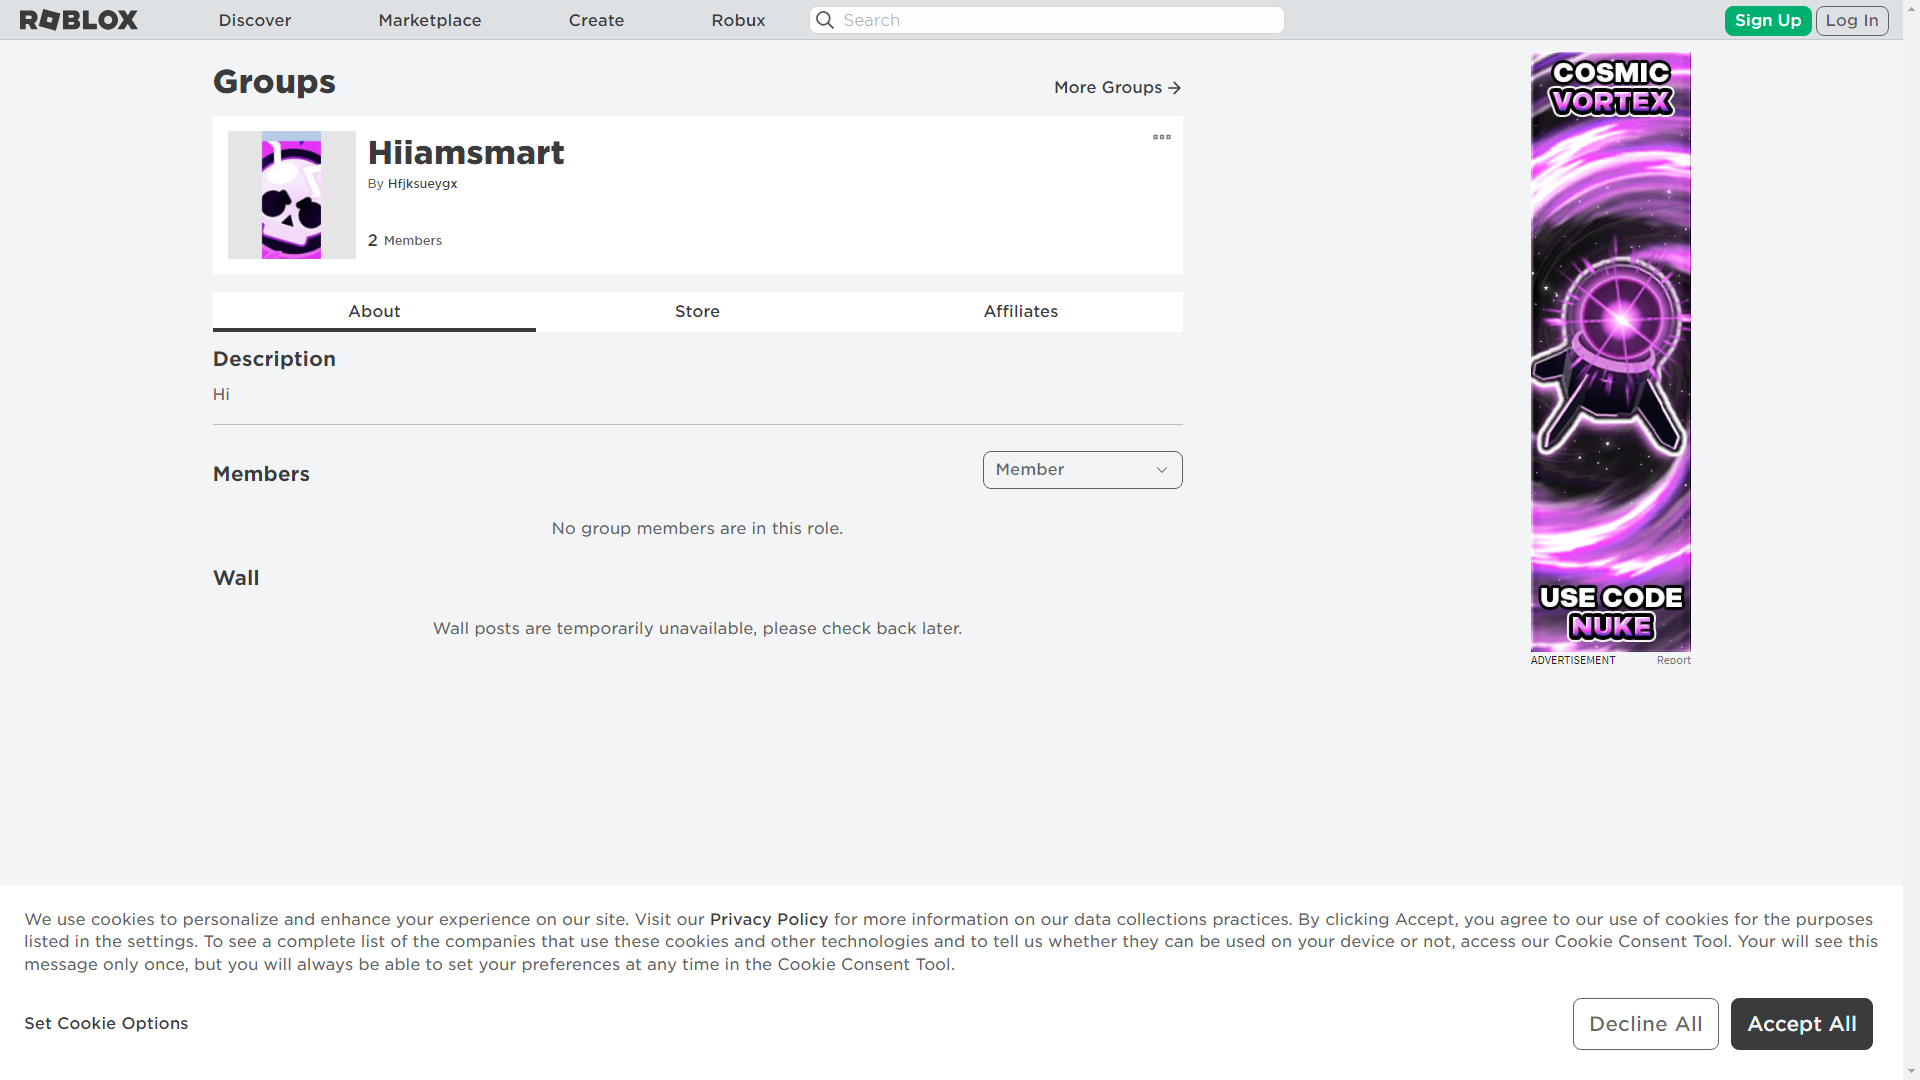 ROBLOX
Discover
Marketplace
Create
Robux
Search
Sign Up
Log In
Groups
More Groups
Hiiamsmart
By Hfjksueygx
2 Members
About
Store
Affiliates
Description
Hi
Members
Member
No group members are in this role.
Wall
Wall posts are temporarily unavailable, please check back later.
COSMIC
VORTEX
USE CODE
NUKE
ADVERTISEMENT
Report
We use cookies to personalize and enhance your experience on our site. Visit our Privacy Policy for more information on our data collections practices. By clicking Accept, you agree to our use of cookies for the purposes
listed in the settings. To see a complete list of the companies that use these cookies and other technologies and to tell us whether they can be used on your device or not, access our Cookie Consent Tool. Your will see this
message only once, but you will always be able to set your preferences at any time in the Cookie Consent Tool.
Set Cookie Options
Decline All
Accept All